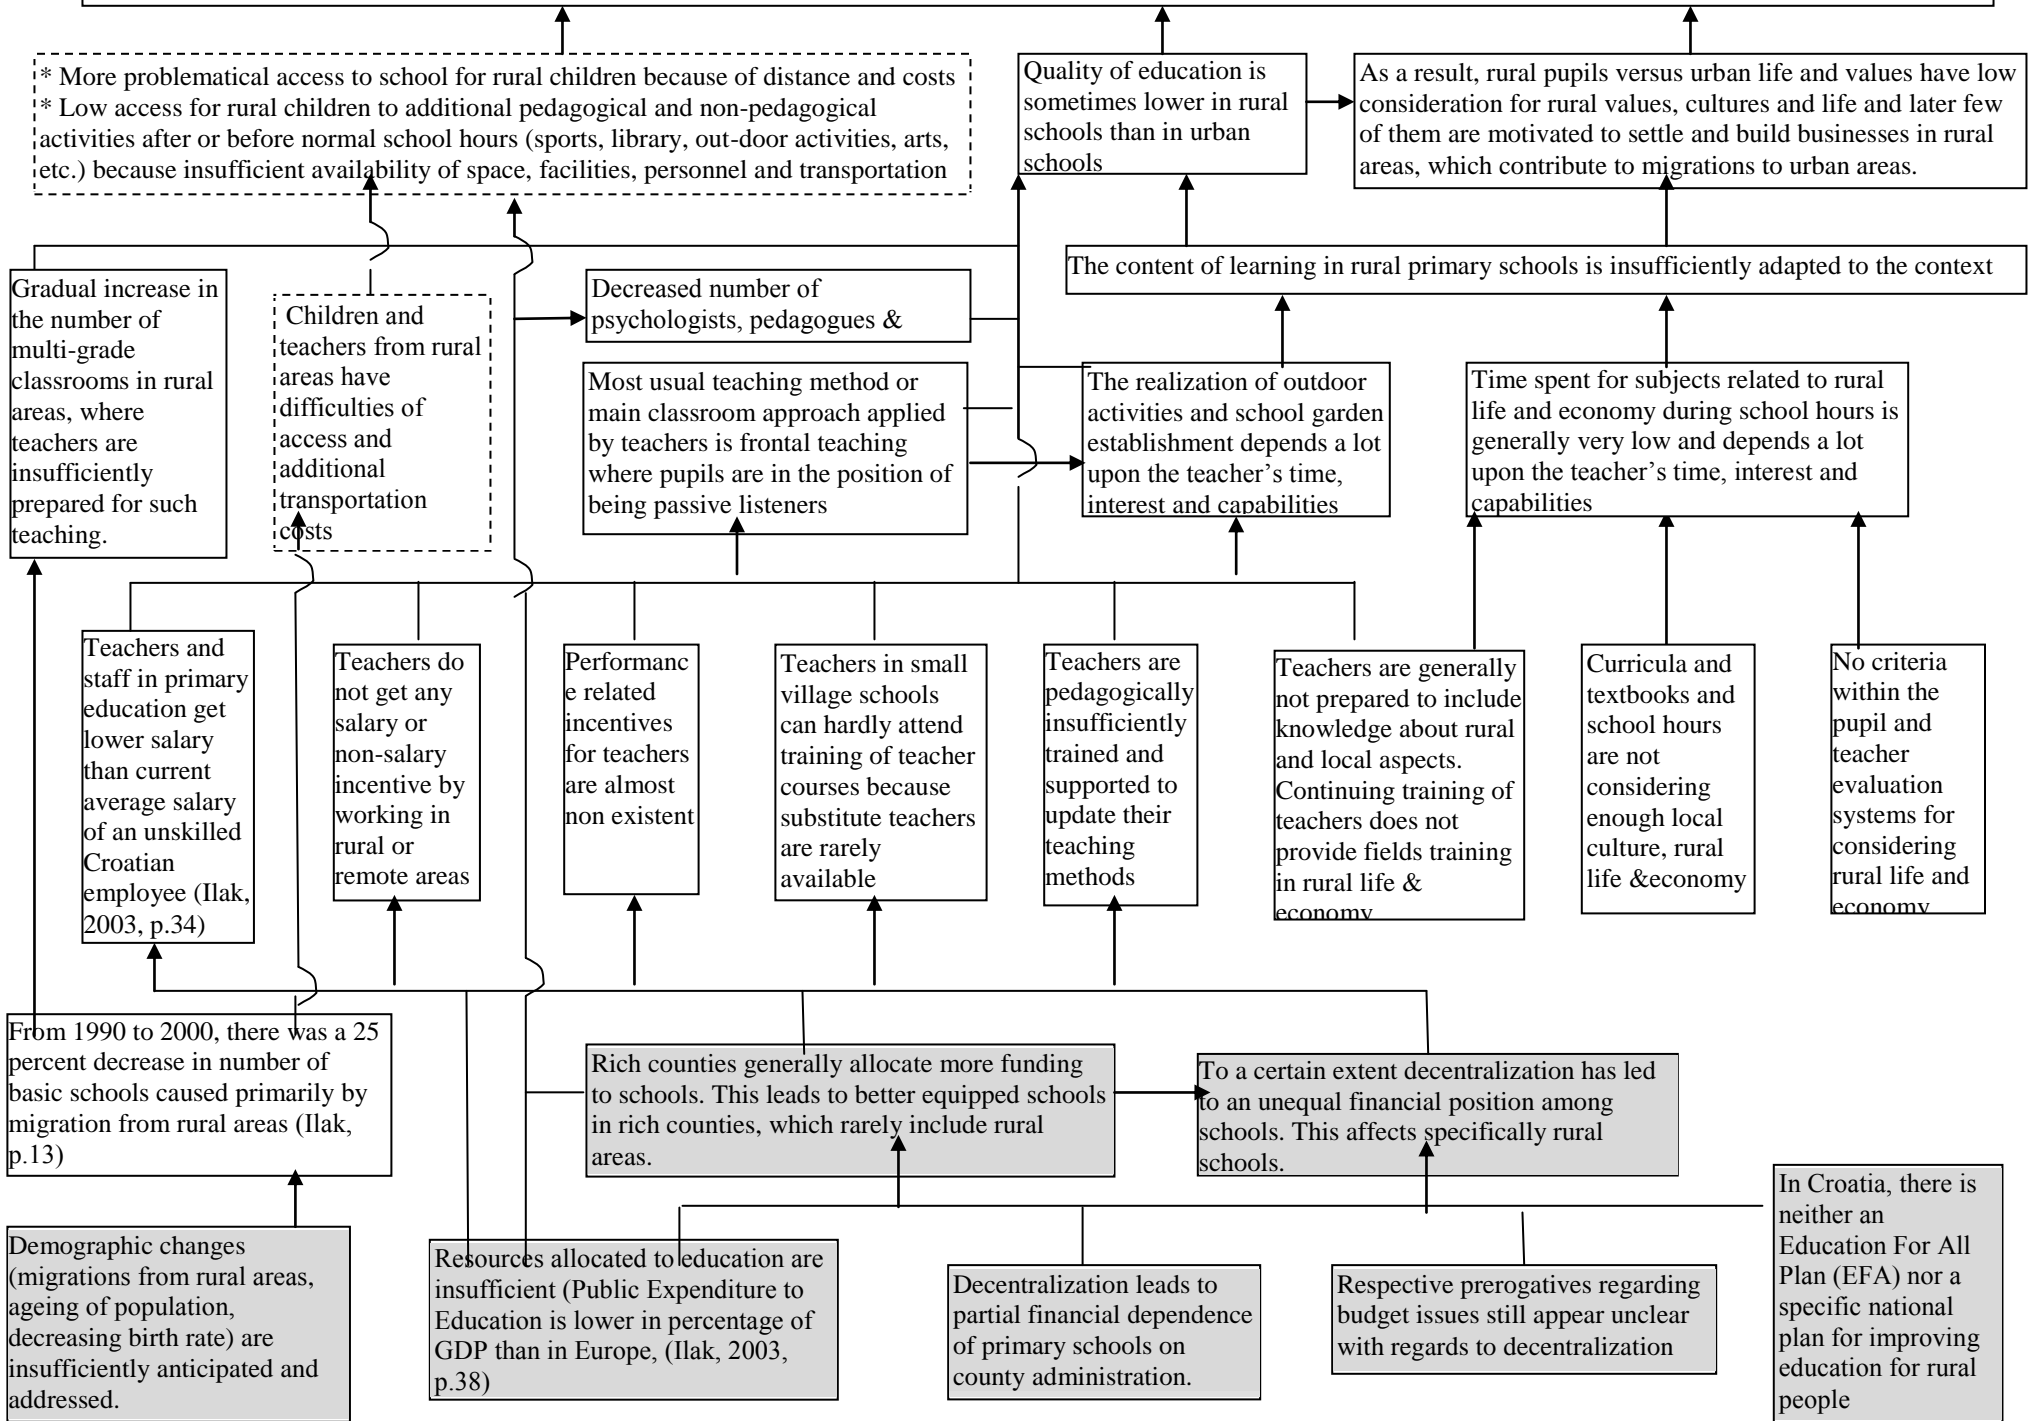 * More problematical access to school for rural children because of distance and costs
* Low access for rural children to additional pedagogical and non-pedagogical
activities after or before normal school hours (sports, library, out-door activities, arts,
etc.) because insufficient availability of space, facilities, personnel and transportation
Quality of education is
sometimes lower in rural
schools than in urban
schools
As a result, rural pupils versus urban life and values have low
consideration for rural values, cultures and life and later few
of them are motivated to settle and build businesses in rural
areas, which contribute to migrations to urban areas.
The content of learning in rural primary schools is insufficiently adapted to the context
Gradual increase in
the number of
multi-grade
classrooms in rural
areas, where
teachers are
insufficiently
prepared for such
teaching.
Children and
teachers from rural
areas have
difficulties of
access and
additional
transportation
costs
Decreased number of
psychologists, pedagogues &
Most usual teaching method or
main classroom approach applied
by teachers is frontal teaching
where pupils are in the position of
being passive listeners
The realization of outdoor
activities and school garden
establishment depends a lot
upon the teacher's time,
interest and capabilities
Time spent for subjects related to rural
life and economy during school hours is
generally very low and depends a lot
upon the teacher's time, interest and
capabilities
Teachers and
staff in primary
education get
lower salary
than current
average salary
of an unskilled
Croatian
employee (Ilak,
2003, p.34)
Teachers do
not get any
salary or
non-salary
incentive by
working in
rural or
remote areas
Performanc
e related
incentives
for teachers
are almost
non existent
Teachers in small
village schools
can hardly attend
training of teacher
courses because
substitute teachers
are rarely
available
Teachers are
pedagogically
insufficiently
trained and
supported to
update their
teaching
methods
Teachers are generally
not prepared to include
knowledge about rural
and local aspects.
Continuing training of
teachers does not
provide fields training
in rural life &
economy
Curricula and
textbooks and
school hours
are not
considering
enough local
culture, rural
life &economy
No criteria
within the
pupil and
teacher
evaluation
systems for
considering
rural life and
economy
From 1990 to 2000, there was a 25
percent decrease in number of
basic schools caused primarily by
migration from rural areas (Ilak,
p.13)
Rich counties generally allocate more funding
to schools. This leads to better equipped schools
in rich counties, which rarely include rural
areas.
To a certain extent decentralization has led
to an unequal financial position among
schools. This affects specifically rural
schools.
Demographic changes
(migrations from rural areas,
ageing of population,
decreasing birth rate) are
insufficiently anticipated and
addressed.
Resources allocated to education are
insufficient (Public Expenditure to
Education is lower in percentage of
GDP than in Europe, (Ilak, 2003,
p.38)
Decentralization leads to
partial financial dependence
of primary schools on
county administration.
Respective prerogatives regarding
budget issues still appear unclear
with regards to decentralization
In Croatia, there is
neither an
Education For All
Plan (EFA) nor a
specific national
plan for improving
education for rural
people